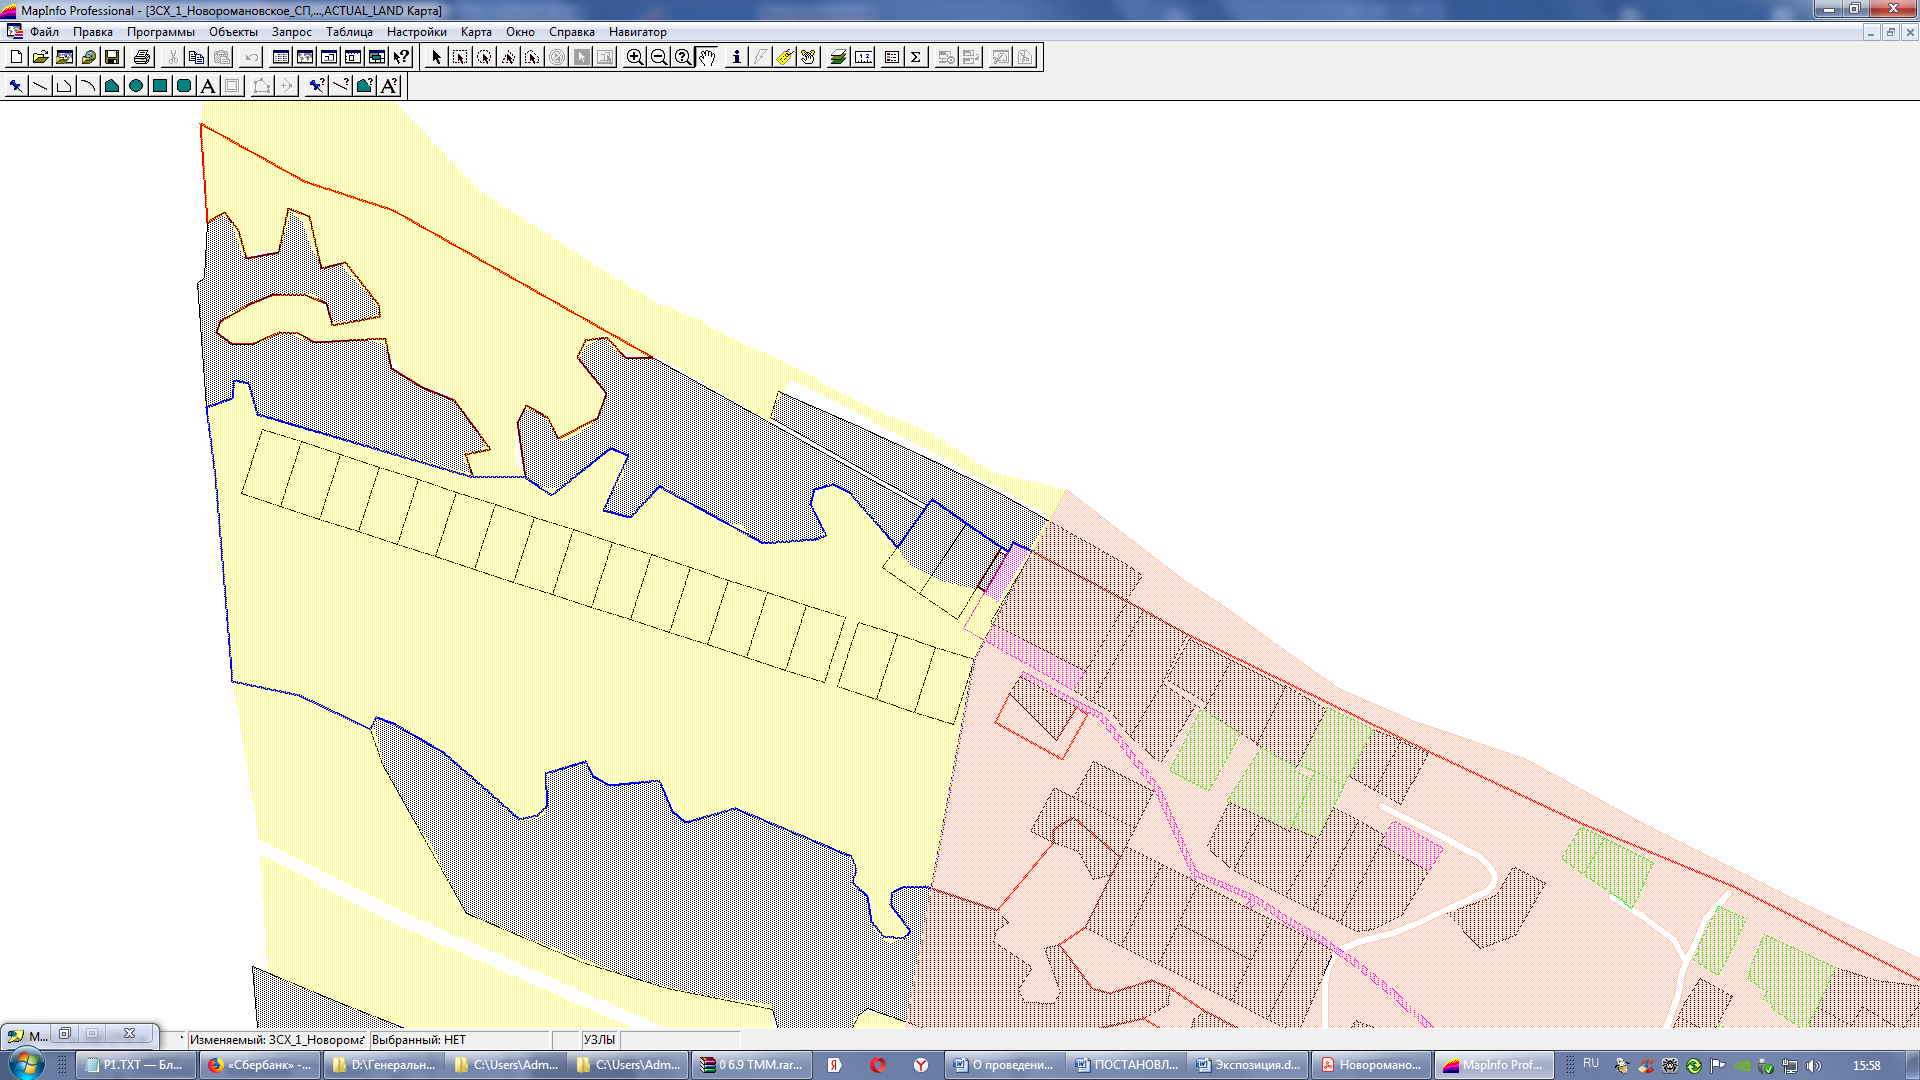 MapInfo Professional - [ЗСХ_1_Новоромановское_СП,...,ACTUAL_LAND Карта]
Файл Правка Программы Объекты Запрос Таблица Настройки Карта Окно Справка Навигатор
М...
Изменяемый: ЗСХ_1_Новорома
Выбранный: НЕТ
УЗЛЫ
P1.TXT — Бл...
«Сбербанк» -...
D:\Генеральн...
C:\Users\Adm...
C:\Users\Adm...
0 6.9 TMM.rar...
О проведени...
ПОСТАНОВЛ...
Экспозиция.d...
Новоромано...
MapInfo Prof...
RU
15:58